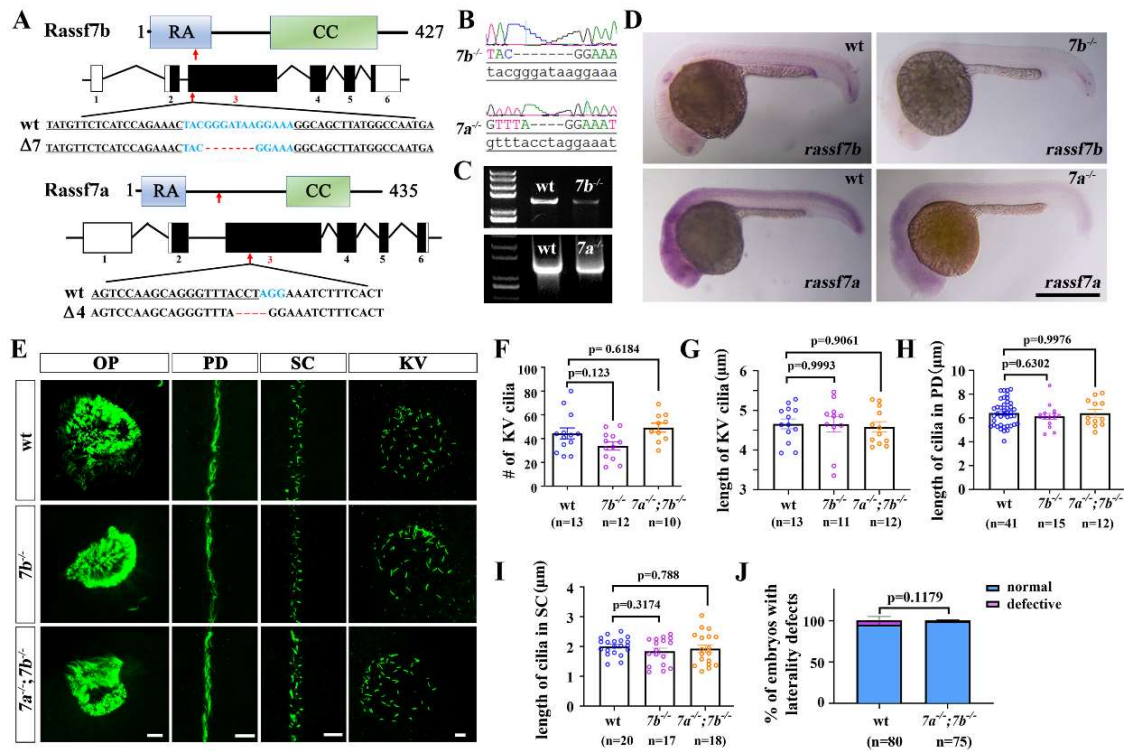 A
Rassf7b
1
RA
CC
427
1
2
3
4
5
6
wt TATGTTCTCATCCAGAAACTACGGGATAAGGAAAGGCAGCTTATGGCCAATGA
Δ7 TATGTTCTCATCCAGAAACTAC-------GGAAAGGCAGCTTATGGCCAATGA
Rassf7a
1
RA
CC
435
1
2
3
4
5
6
wt AGTCCAAGCAGGGTTTACCTAGGAAATCTTTCACT
Δ4 AGTCCAAGCAGGGTTTA----GGAAATCTTTCACT
B
7b-/-
TAC-------GGAAA
tacgggataaggaaa
7a-/-
GTTTA----GGAAAT
gtttacctaggaaat
C
wt
7b-/-
wt
7a-/-
D
wt
rassf7b
7b-/-
rassf7b
wt
rassf7a
7a-/-
rassf7a
E
OP
PD
SC
KV
wt
7b-/-
7a-/-;7b-/-
F
# of KV cilia
p= 0.6184
p=0.123
100
80
60
40
20
0
wt
7b-/-
7a-/-;7b-/-
(n=13)
n=12
n=10)
G
length of KV cilia (μm)
p=0.9061
p=0.9993
6
5
4
3
wt
7b-/-
7a-/-;7b-/-
(n=13)
n=11
n=12)
H
length of cilia in PD (μm)
p=0.9976
p=0.6302
10
8
6
4
2
0
wt
7b-/-
7a-/-;7b-/-
(n=41)
n=15
n=12)
I
length of cilia in SC (μm)
p=0.788
p=0.3174
4
3
2
1
0
wt
7b-/-
7a-/-;7b-/-
(n=20)
n=17
n=18)
J
% of embryos with
laterality defects
normal
defective
p=0.1179
100
50
0
wt
7a-/-;7b-/-
(n=80)
n=75)